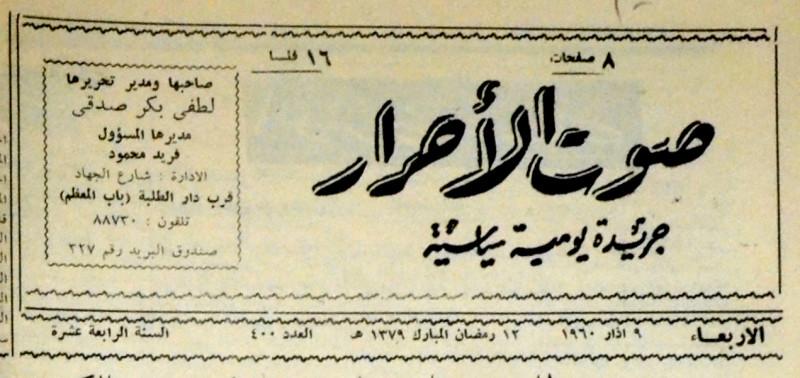 ٨ صفحات
١٦ فلسا
صوت الأحرار
جريدة يومية سياسية
صاحبها ومدير تحريرها
لطفي بكر صدقي
مديرها المسؤول
فريد محمود
الادارة : شارع الجهاد
قرب دار الطلبة (باب المعظم)
تلفون : ٨٨٧٣٠
صندوق البريد رقم ٣٢٧
الاربعاء ٩ اذار ١٩٦٠ ١٢ رمضان المبارك ١٣٧٩ هـ العدد ٤٠٠ السنة الرابعة عشرة